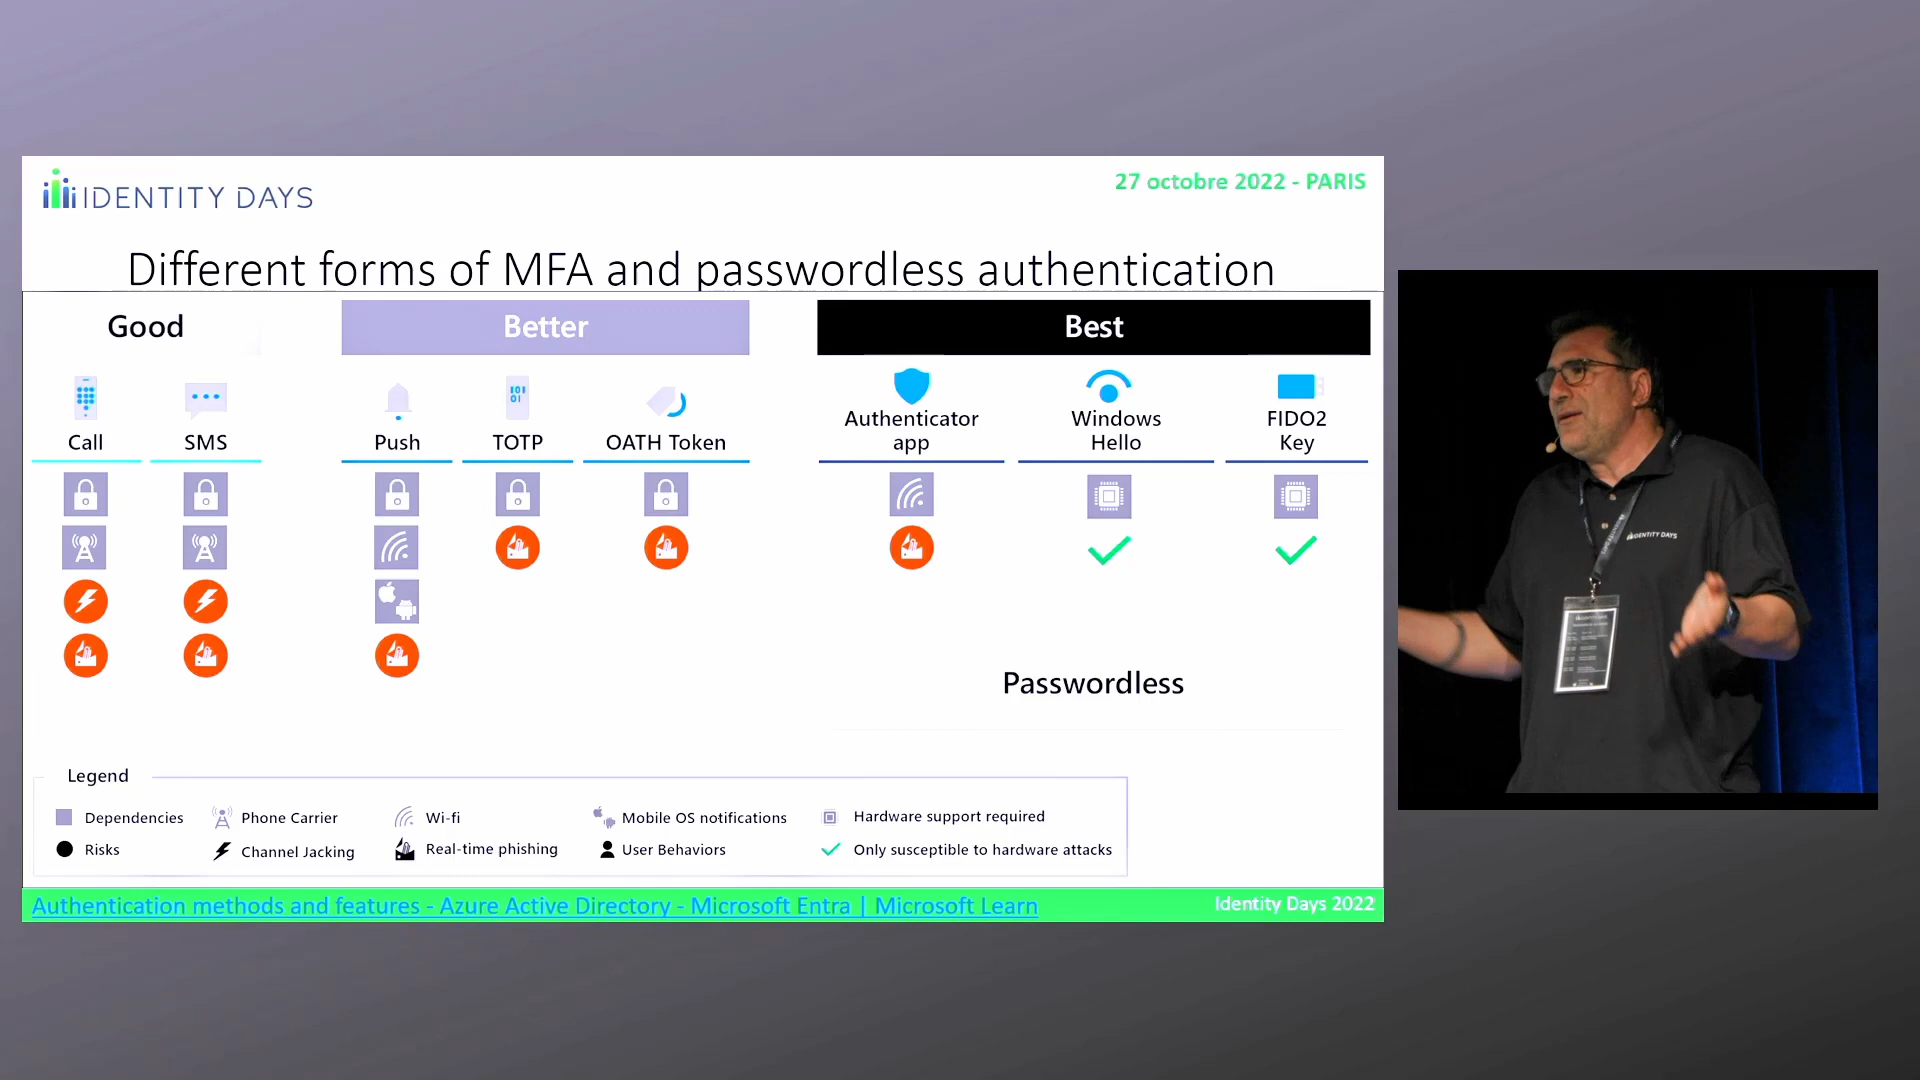 IDENTITY DAYS
27 octobre 2022 - PARIS
Different forms of MFA and passwordless authentication
Good
Better
Best
Call
SMS
Push
TOTP
OATH Token
Authenticator
app
Windows
Hello
FIDO2
Key
Passwordless
Legend
Dependencies
Phone Carrier
Wi-fi
Mobile OS notifications
Hardware support required
Risks
Channel Jacking
Real-time phishing
User Behaviors
Only susceptible to hardware attacks
Authentication methods and features - Azure Active Directory - Microsoft Entra | Microsoft Learn
Identity Days 2022
IDENTITY DAYS